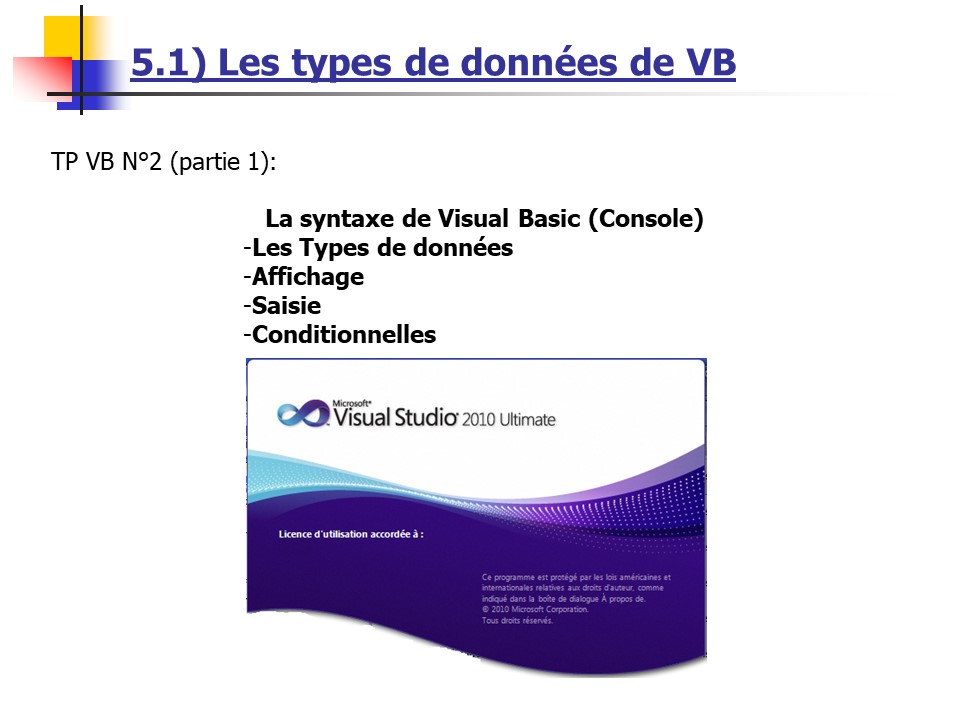 5.1) Les types de données de VB
TP VB N°2 (partie 1):
La syntaxe de Visual Basic (Console)
-Les Types de données
-Affichage
-Saisie
-Conditionnelles
Microsoft®
Visual Studio® 2010 Ultimate
Licence d'utilisation accordée à :
Ce programme est protégé par les lois américaines et
internationales relatives aux droits d'auteur, comme
indiqué dans la boîte de dialogue À propos de.
© 2010 Microsoft Corporation.
Tous droits réservés.